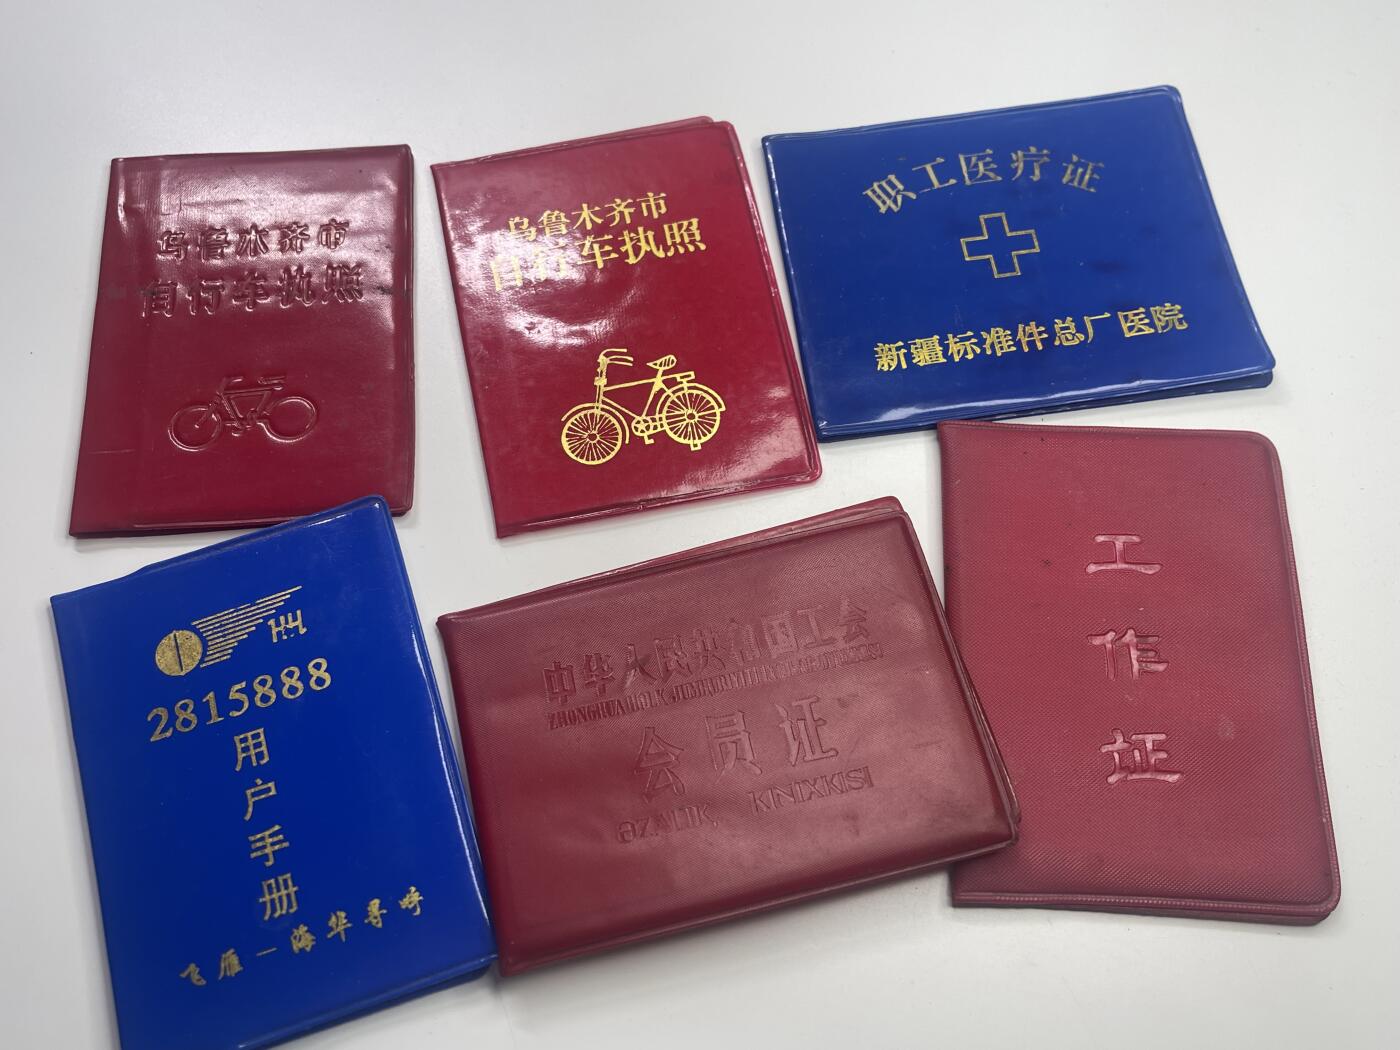 乌鲁木齐市
自行车执照
乌鲁木齐市
自行车执照
职工医疗证
新疆标准件总厂医院
2815888
用
户
手
册
飞雁一海华寻呼
中华人民共和国工会
ZHONGHUA HƏLK JUMHURIYITI
会员证
ƏZALIK KINIXKISI
工
作
证